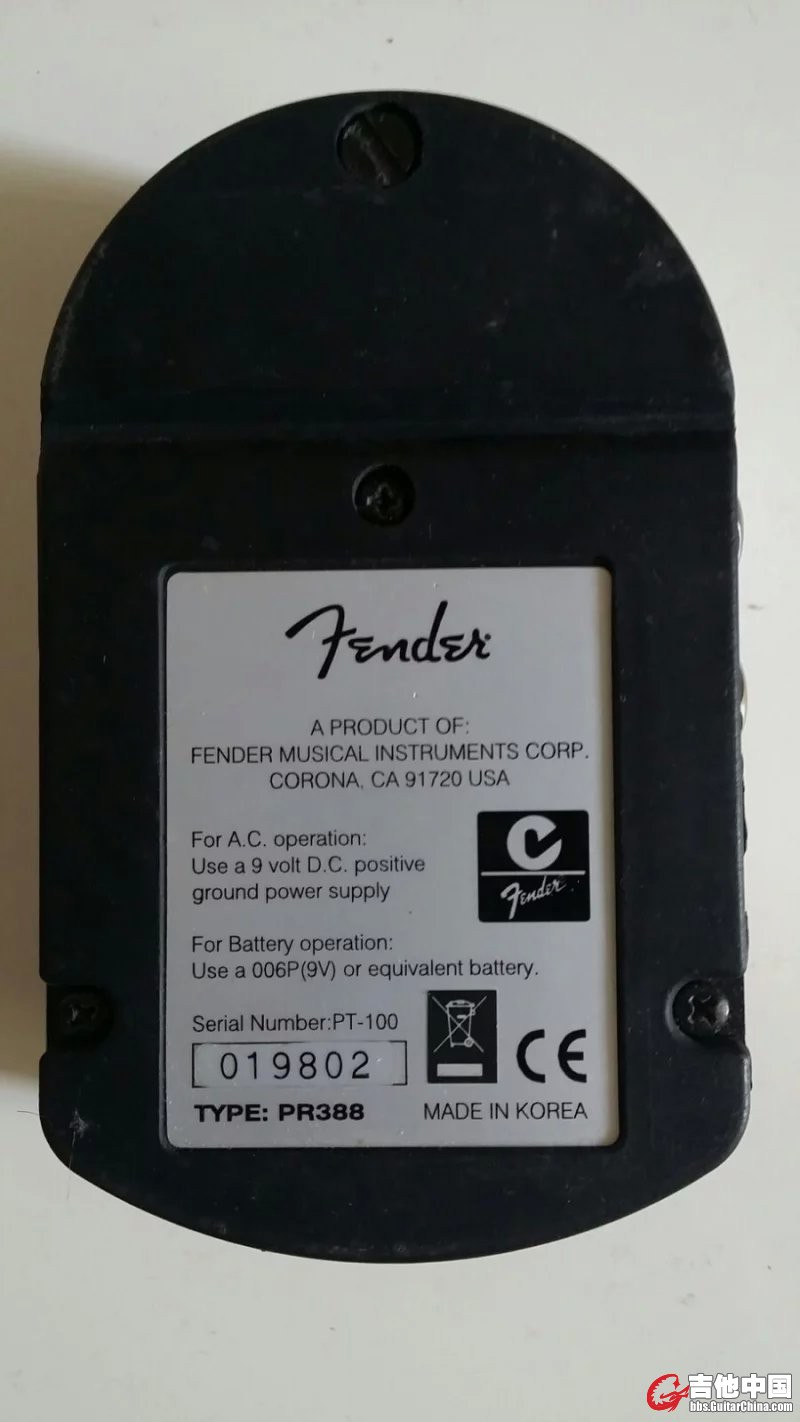 Fender
A PRODUCT OF:
FENDER MUSICAL INSTRUMENTS CORP.
CORONA, CA 91720 USA
For A.C. operation:
Use a 9 volt D.C. positive
ground power supply
Fender
For Battery operation:
Use a 006P(9V) or equivalent battery.
Serial Number:PT-100
019802
CE
TYPE: PR388
MADE IN KOREA
吉他中国
bbs.GuitarChina.com